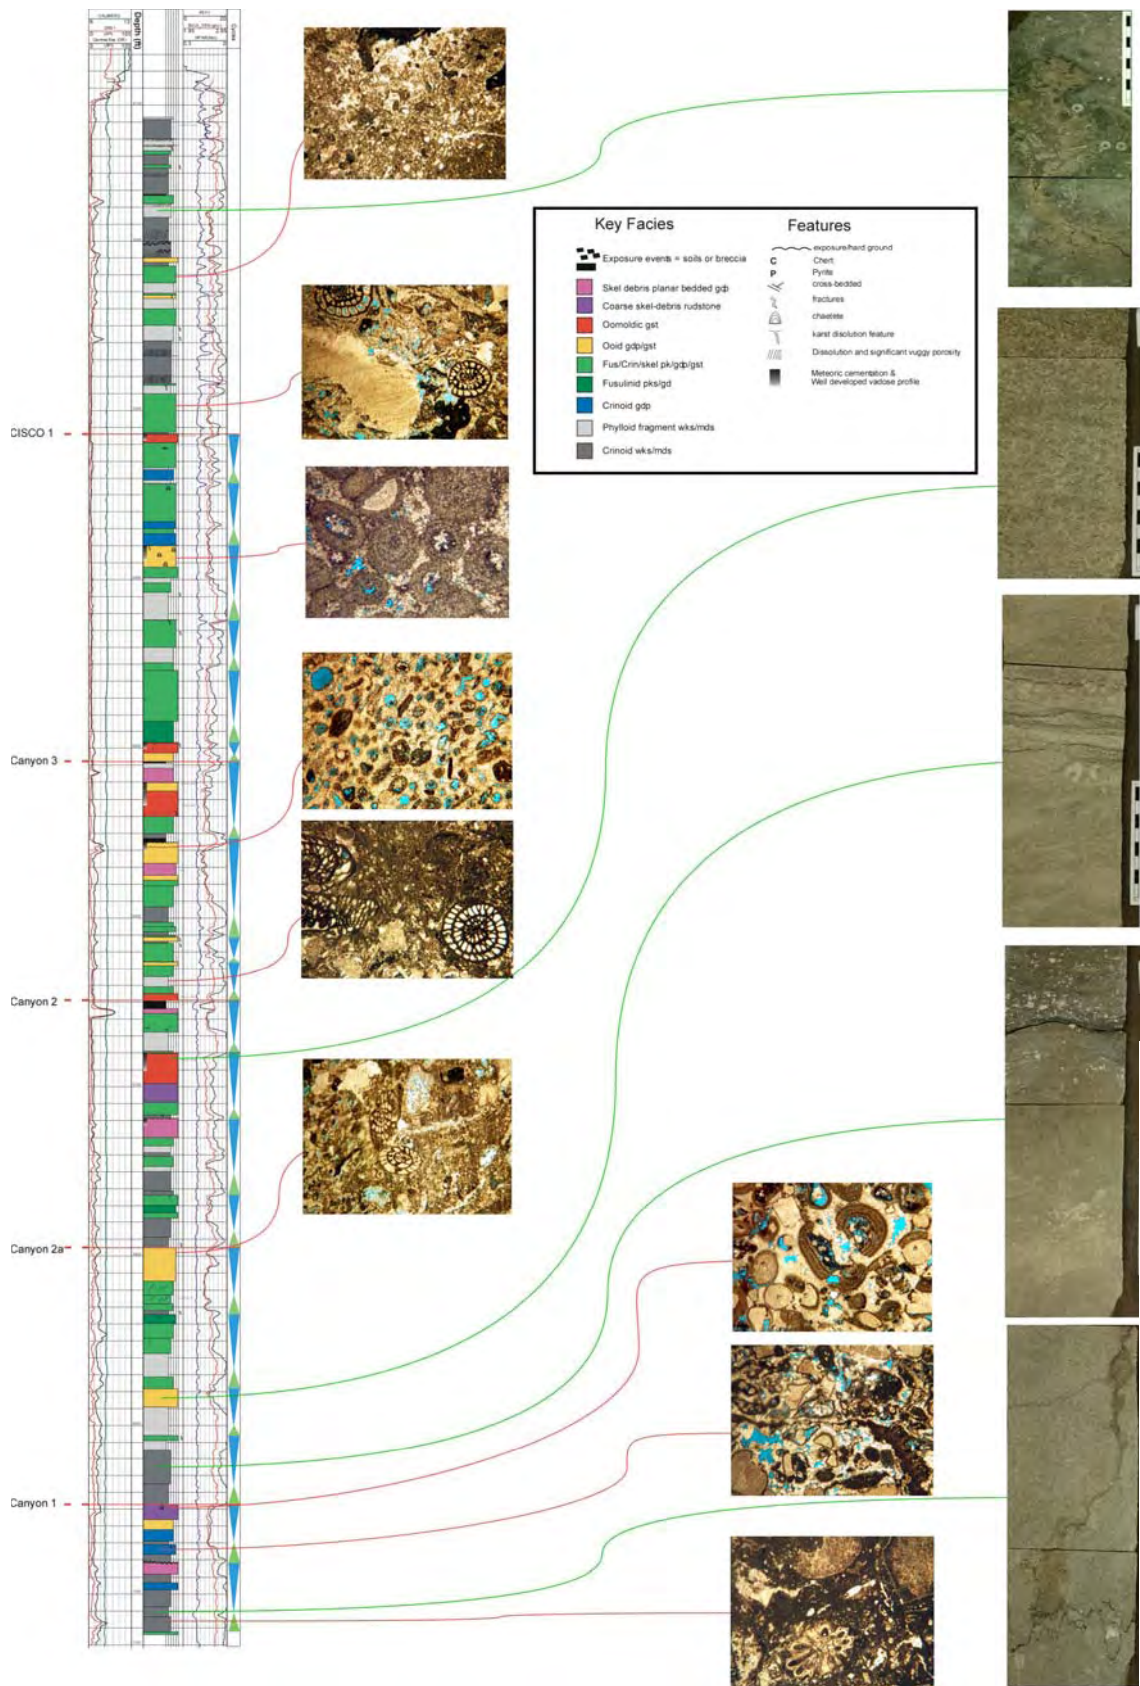 Depth (ft)
Cycles
Key Facies
Exposure events = soils or breccia
Skel debris planar bedded gdp
Coarse skel-debris rudstone
Oomoldic gst
Ooid gdp/gst
Fus/Crin/skel pk/gdp/gst
Fusulinid pks/gd
Crinoid gdp
Phylloid fragment wks/mds
Crinoid wks/mds
Features
exposure/hard ground
C Chert
P Pyrite
cross-bedded
fractures
chaetete
karst disolution feature
Dissolution and significant vuggy porosity
Meteoric cementation &
Well developed vadose profile
CISCO 1
Canyon 3
Canyon 2
Canyon 2a
Canyon 1